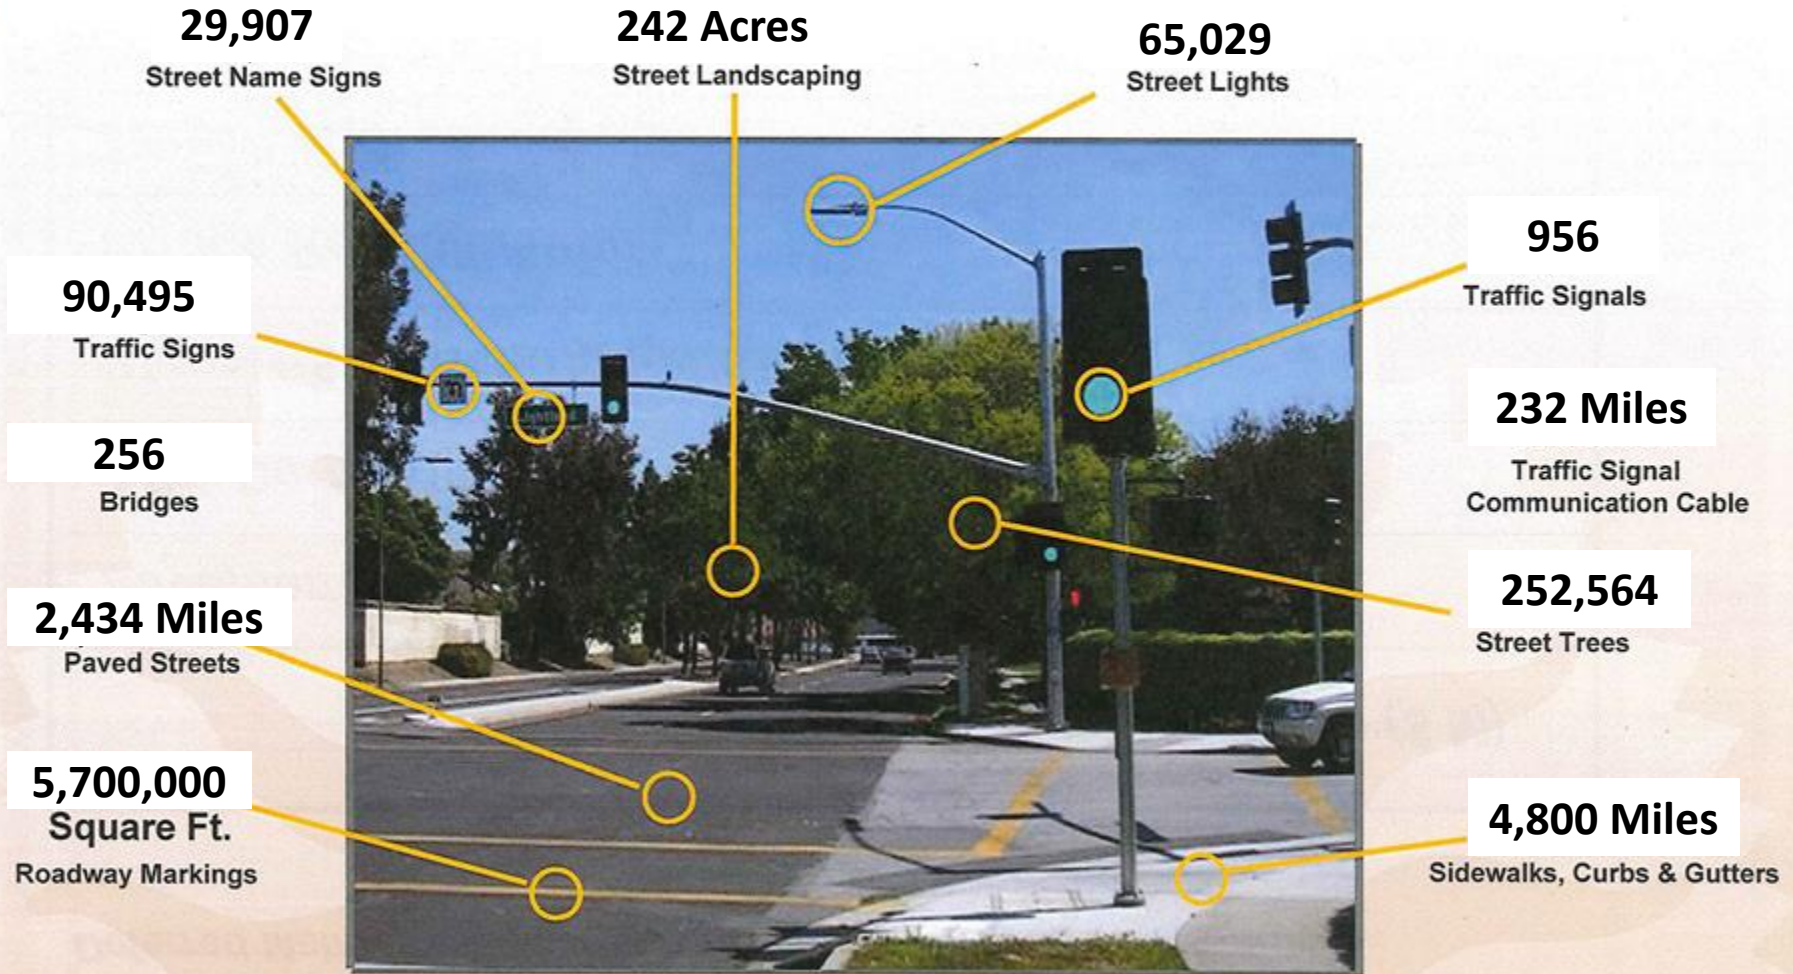 29,907
Street Name Signs
242 Acres
Street Landscaping
65,029
Street Lights
90,495
Traffic Signs
956
Traffic Signals
256
Bridges
232 Miles
Traffic Signal
Communication Cable
2,434 Miles
Paved Streets
252,564
Street Trees
5,700,000
Square Ft.
Roadway Markings
4,800 Miles
Sidewalks, Curbs & Gutters